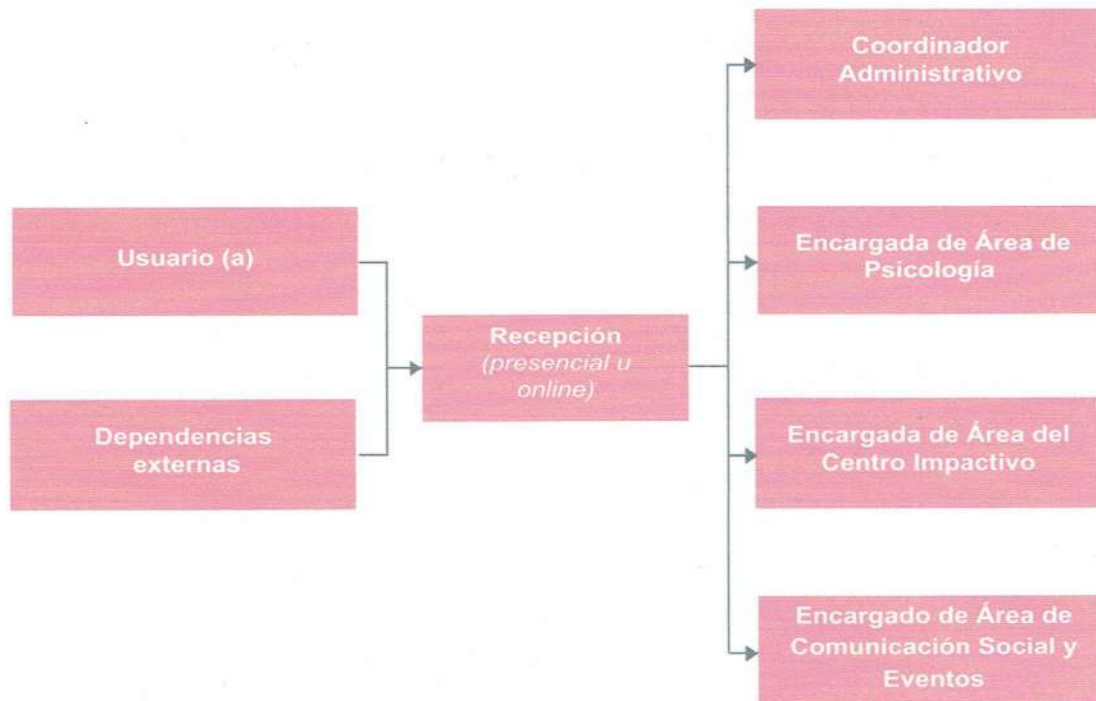 Coordinador
Administrativo
Usuario (a)
Encargada de Área de
Psicología
Recepción
(presencial u
online)
Dependencias
externas
Encargada de Área del
Centro Impactivo
Encargado de Área de
Comunicación Social y
Eventos